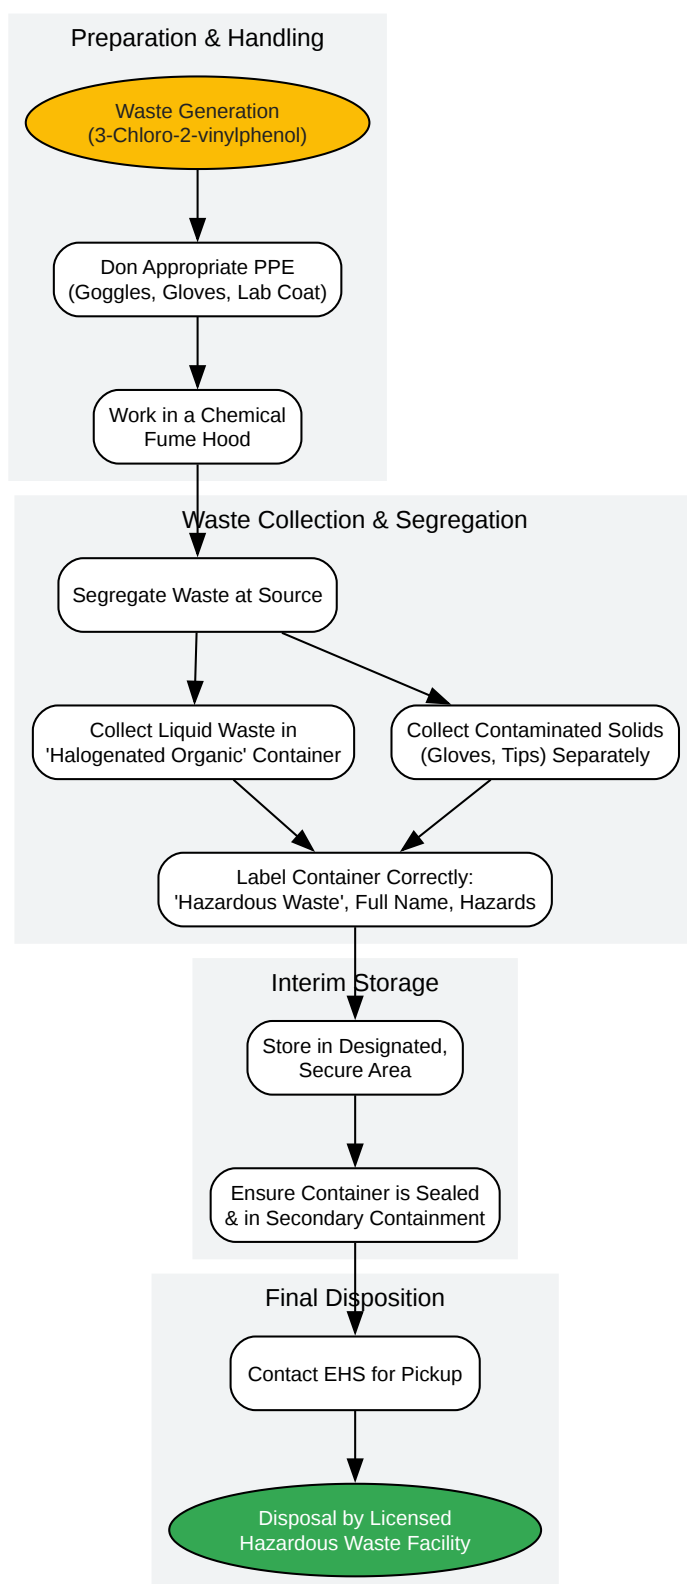 Preparation & Handling
Waste Generation
(3-Chloro-2-vinylphenol)
Don Appropriate PPE
(Goggles, Gloves, Lab Coat)
Work in a Chemical
Fume Hood
Waste Collection & Segregation
Segregate Waste at Source
Collect Liquid Waste in
'Halogenated Organic' Container
Collect Contaminated Solids
(Gloves, Tips) Separately
Label Container Correctly:
'Hazardous Waste', Full Name, Hazards
Interim Storage
Store in Designated,
Secure Area
Ensure Container is Sealed
& in Secondary Containment
Final Disposition
Contact EHS for Pickup
Disposal by Licensed
Hazardous Waste Facility